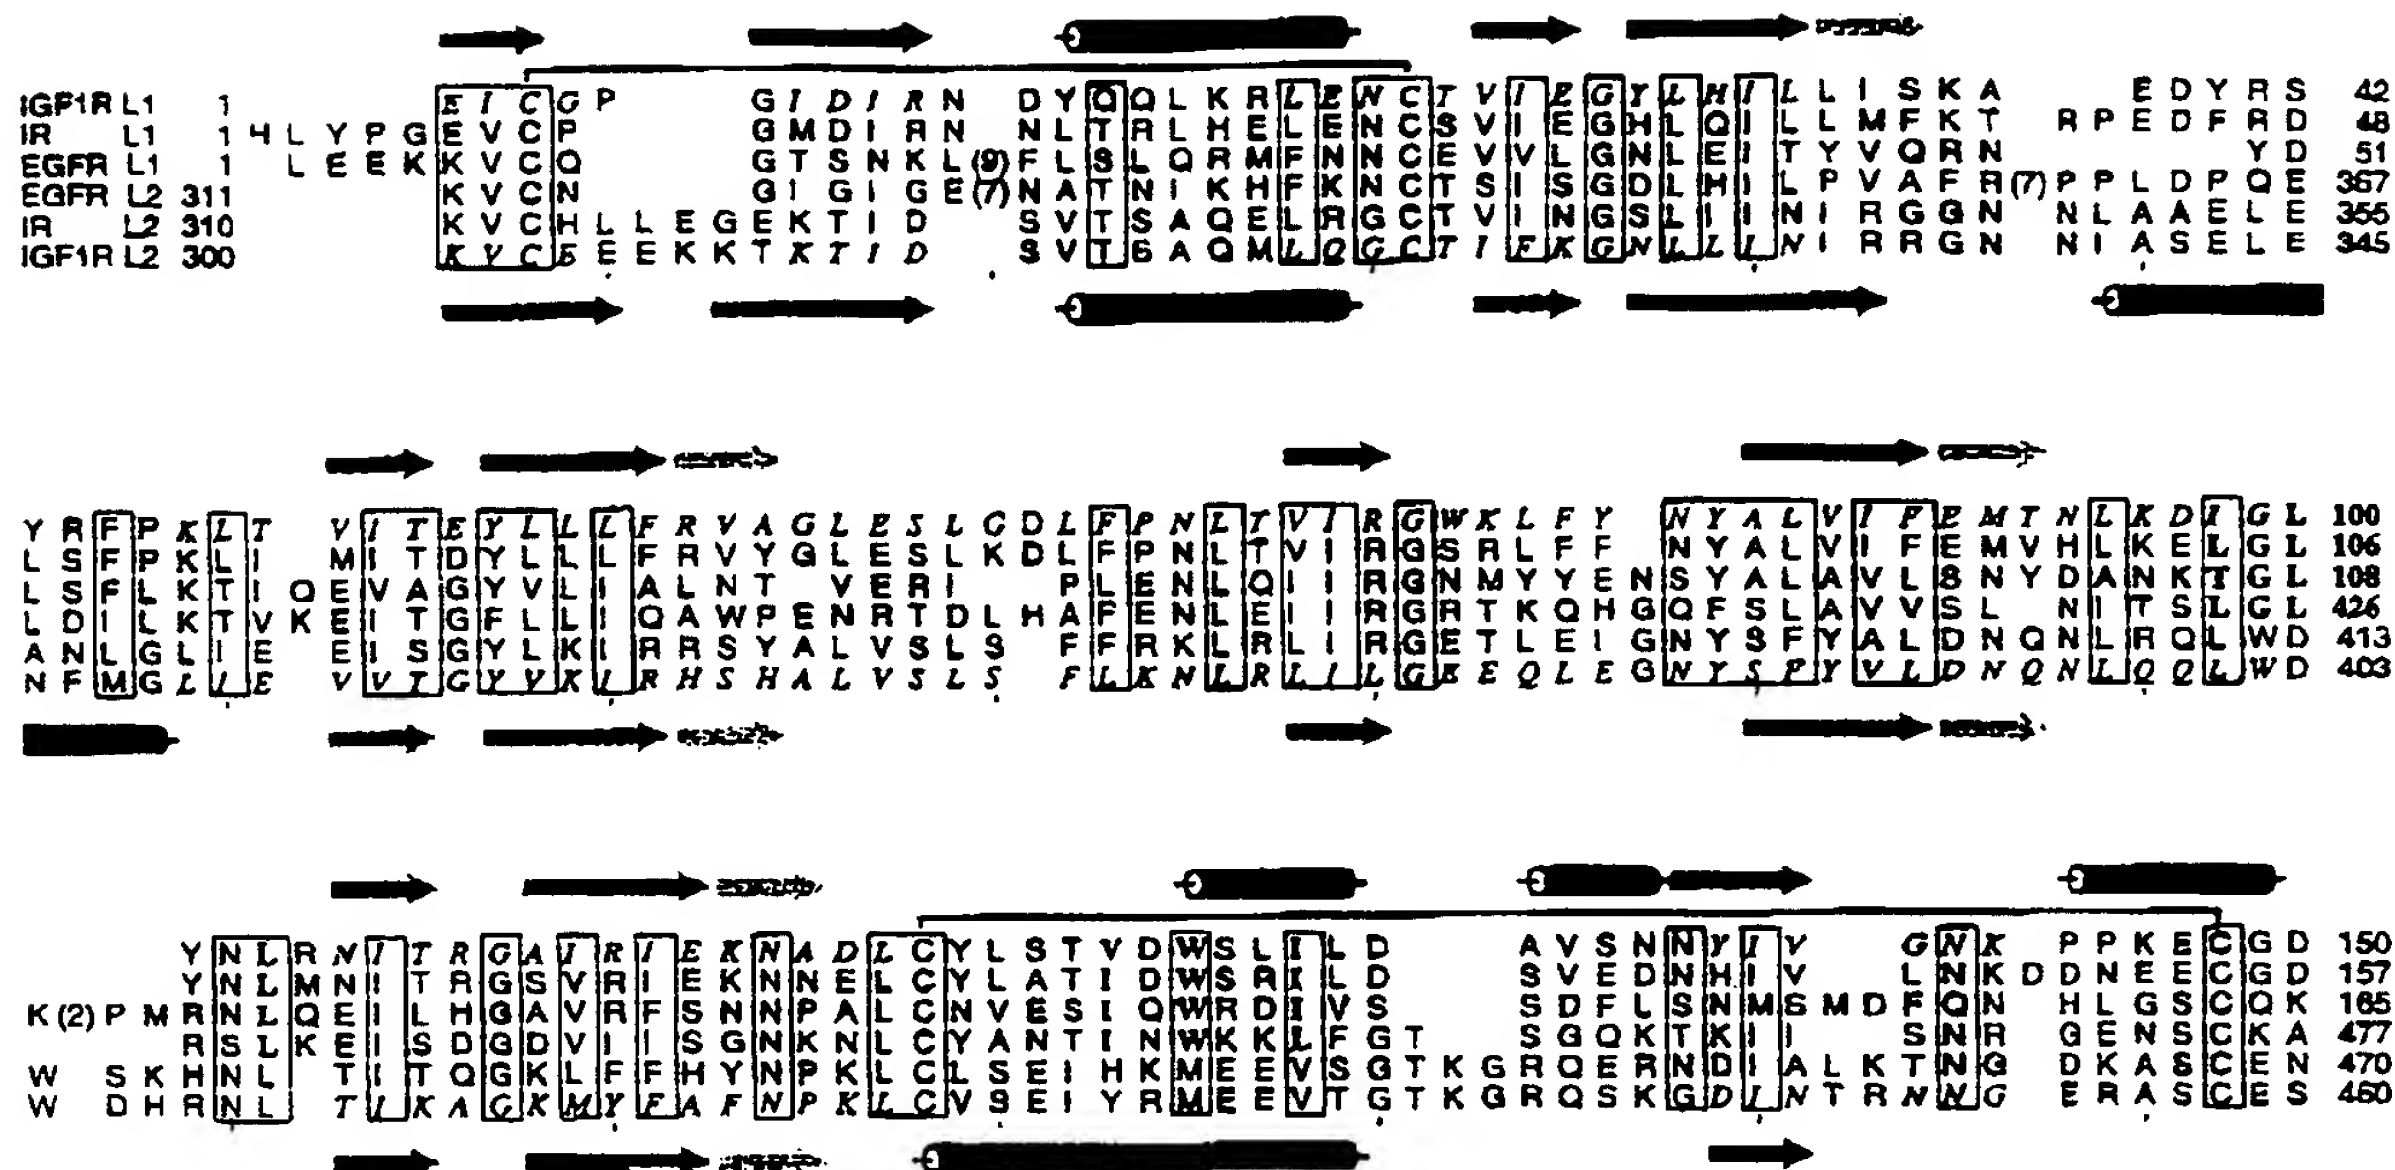 IGF1R L1 1 E I C G P G I D I R N D Y Q Q L K R L E N C T V I E G Y L H I L L I S K A E D Y R S 42
IR L1 1 H L Y P G E V C P G M D I R N N L T R L H E L E N C S V I E G H L Q I L L M F K T R P E D F R D 48
EGFR L1 1 L E E K K V C Q G T S N K L (9) F L S L Q R M F N N C E V V L G N L E I T Y V Q R N Y D 51
EGFR L2 311 K V C N G I G I G E (7) N A T N I K H F K N C T S I S G D L H I L P V A F R (7) P P L D P Q E 367
IR L2 310 K V C H L L E G E K T I D S V T S A Q E L R G C T V I N G S L I I N I R G G N N L A A E L E 355
IGF1R L2 300 K V C E E E K K T K T I D S V T S A Q M L Q G C T I F K G N L L I N I R R G N N I A S E L E 345
Y R F P K L T V I T E Y L L L F R V A G L E S L G D L F P N L T V I R G W K L F Y N Y A L V I F E M T N L K D I G L 100
L S F P K L I M I T D Y L L L F R V Y G L E S L K D L F P N L T V I R G S R L F F N Y A L V I F E M V H L K E L G L 106
L S F L K T I Q E V A G Y V L I A L N T V E R I P L E N L Q I I R G N M Y Y E N S Y A L A V L S N Y D A N K T G L 108
L D I L K T V K E I T G F L L I Q A W P E N R T D L H A F E N L E I I R G R T K Q H G Q F S L A V V S L N I T S L G L 426
A N L G L I E E I S G Y L K I R R S Y A L V S L S F F R K L R L I R G E T L E I G N Y S F Y A L D N Q N L R Q L W D 413
N F M G L I E V V T G Y V K I R H S H A L V S L S F L K N L R L I L G E E Q L E G N Y S F Y V L D N Q N L Q Q L W D 403
Y N L R N I T R G A I R I E K N A D L C Y L S T V D W S L I L D A V S N N Y I V G N K P P K E C G D 150
Y N L M N I T R G S V R I E K N N E L C Y L A T I D W S R I L D S V E D N H I V L N K D D N E E C G D 157
K (2) P M R N L Q E I L H G A V R F S N N P A L C N V E S I Q W R D I V S S D F L S N M S M D F Q N H L G S C Q K 165
R S L K E I S D G D V I I S G N K N L C Y A N T I N W K K L F G T S G Q K T K I I S N R G E N S C K A 477
W S K H N L T I T Q G K L F F H Y N P K L C L S E I H K M E E V S G T K G R Q E R N D I A L K T N G D K A S C E N 470
W D H R N L T I K A G K M Y F A F N P K L C V S E I Y R M E E V T G T K G R Q S K G D I N T R N N G E R A S C E S 460